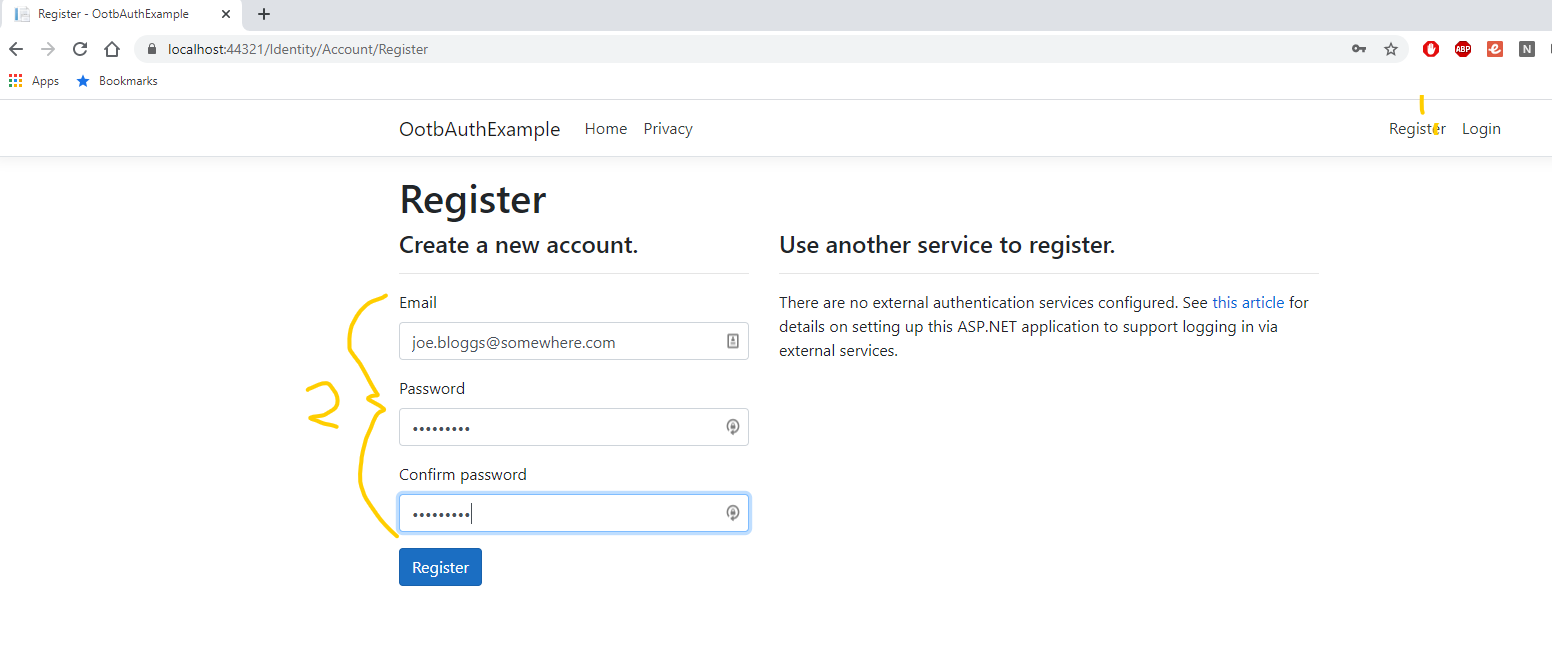 Register - OotbAuthExample
localhost:44321/Identity/Account/Register
ABP
e
N
Apps
Bookmarks
OotbAuthExample Home Privacy
Register Login
1
Register
Create a new account.
Email
joe.bloggs@somewhere.com
Password
•••••••••
Confirm password
•••••••••
Register
2
Use another service to register.
There are no external authentication services configured. See this article for
details on setting up this ASP.NET application to support logging in via
external services.